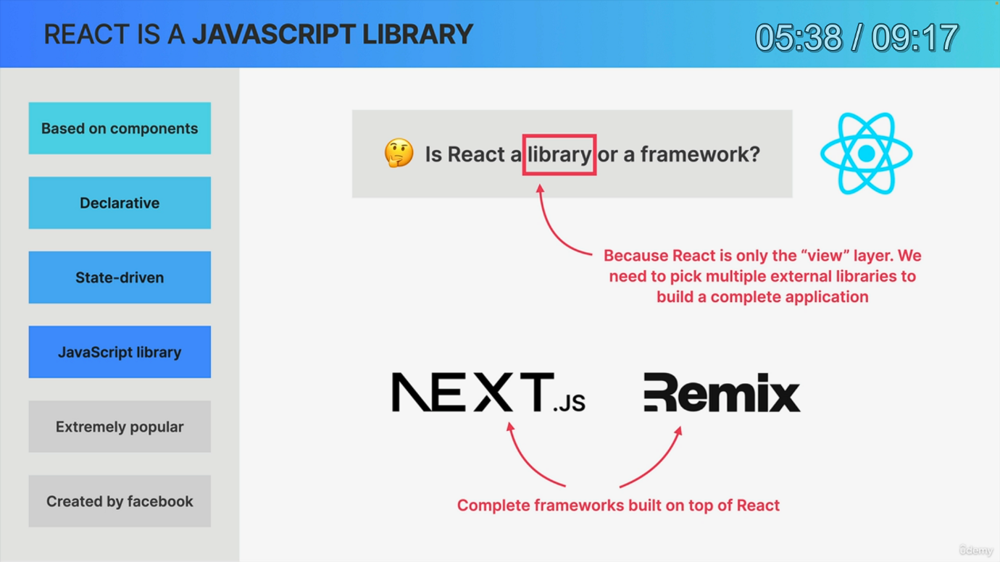 REACT IS A JAVASCRIPT LIBRARY
05:38 / 09:17
Based on components
Declarative
State-driven
JavaScript library
Extremely popular
Created by facebook
Is React a library or a framework?
Because React is only the “view” layer. We
need to pick multiple external libraries to
build a complete application
NEXT.JS
Remix
Complete frameworks built on top of React
ûdemy